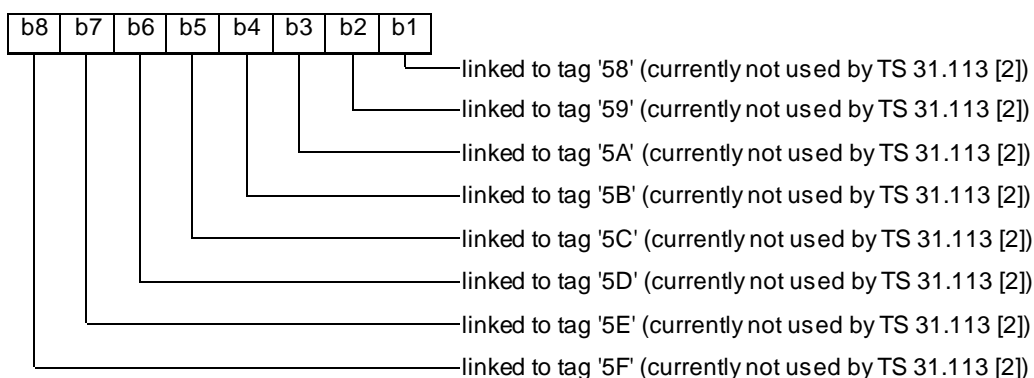 b8 b7 b6 b5 b4 b3 b2 b1
linked to tag '58' (currently not used by TS 31.113 [2])
linked to tag '59' (currently not used by TS 31.113 [2])
linked to tag '5A' (currently not used by TS 31.113 [2])
linked to tag '5B' (currently not used by TS 31.113 [2])
linked to tag '5C' (currently not used by TS 31.113 [2])
linked to tag '5D' (currently not used by TS 31.113 [2])
linked to tag '5E' (currently not used by TS 31.113 [2])
linked to tag '5F' (currently not used by TS 31.113 [2])